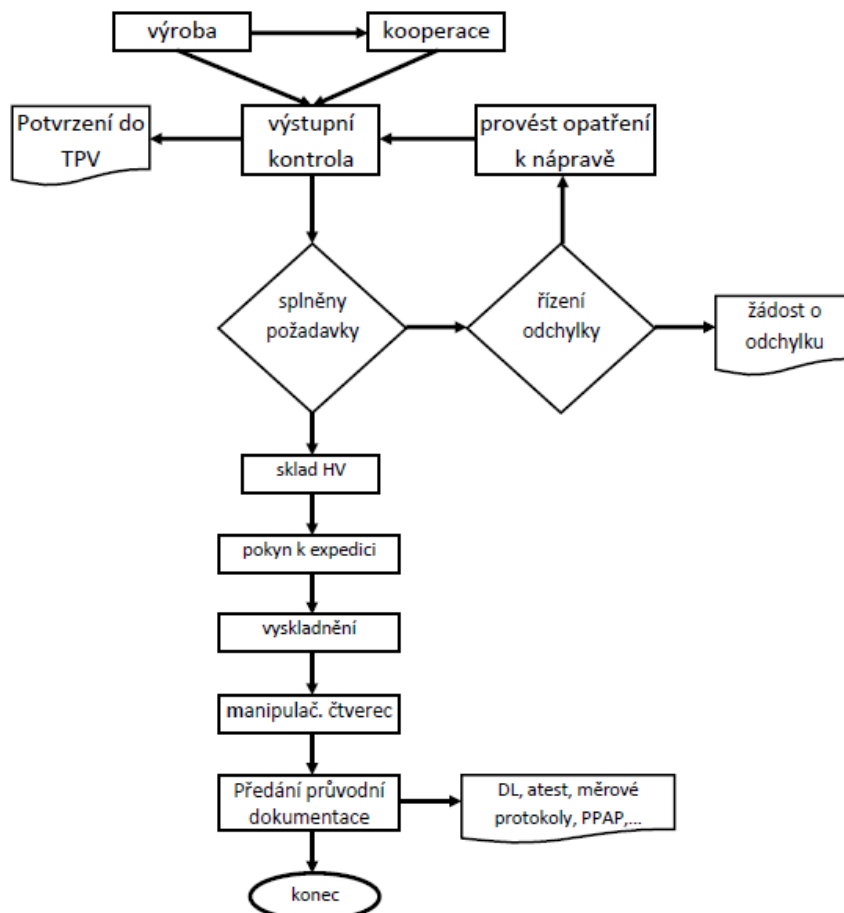 výroba
kooperace
Potvrzení do
TPV
výstupní
kontrola
provést opatření
k nápravě
splněny
požadavky
řízení
odchylky
žádost o
odchylku
sklad HV
pokyn k expedici
vyskladnění
manipulač. čtverec
Předání průvodní
dokumentace
DL, atest, měrové
protokoly, PPAP,...
konec